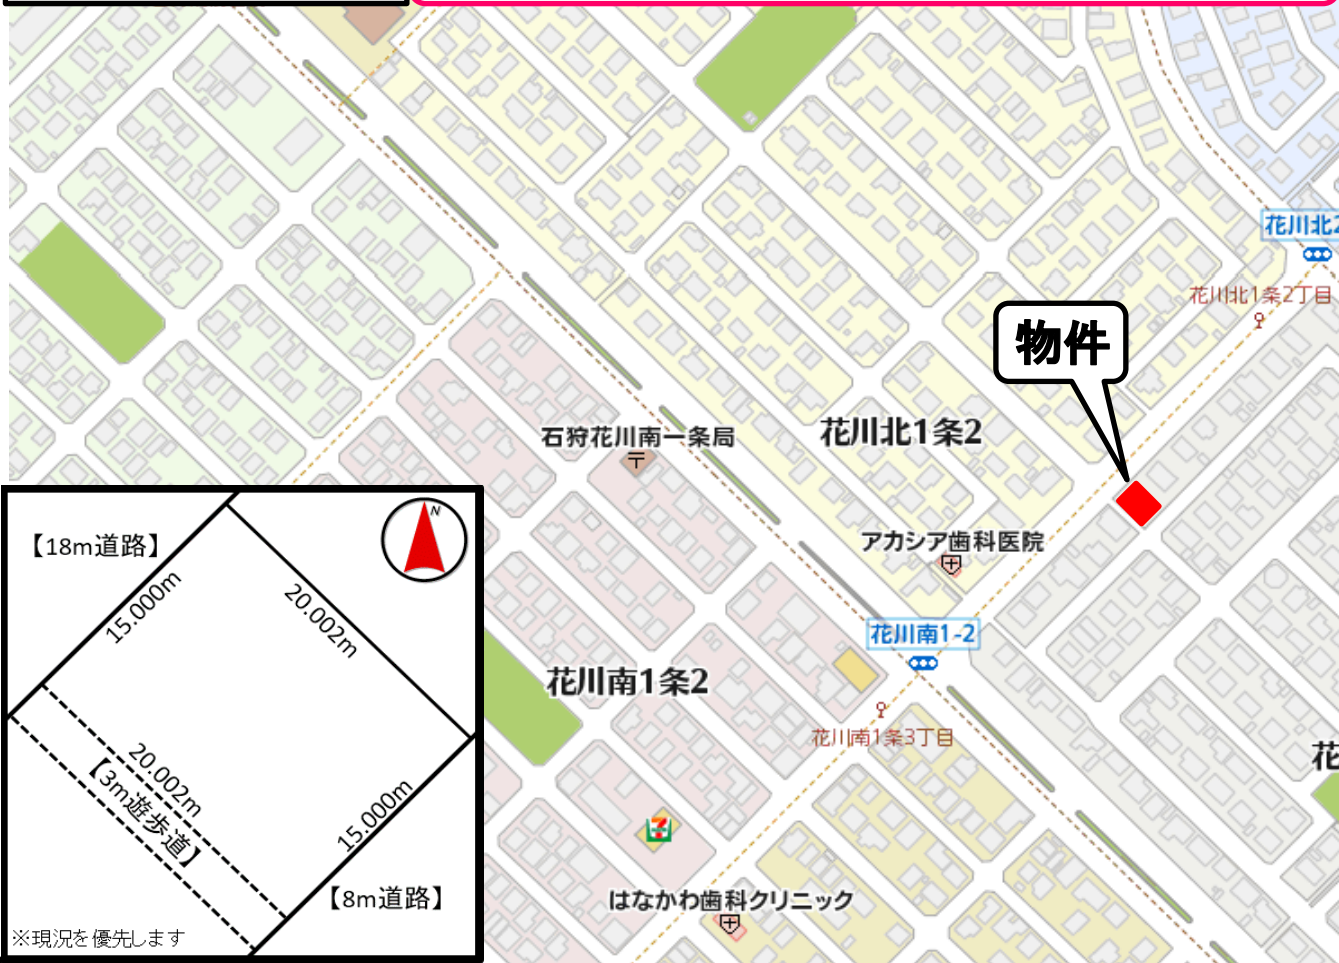 花川北2
花川北1条2丁目
物件
石狩花川南一条局
花川北1条2
アカシア歯科医院
花川南1-2
花川南1条2
花川南1条3丁目
花
はなかわ歯科クリニック
7
N
【18m道路】
15.000m
20.002m
20.002m
【3m遊歩道】
15.000m
【8m道路】
※現況を優先します